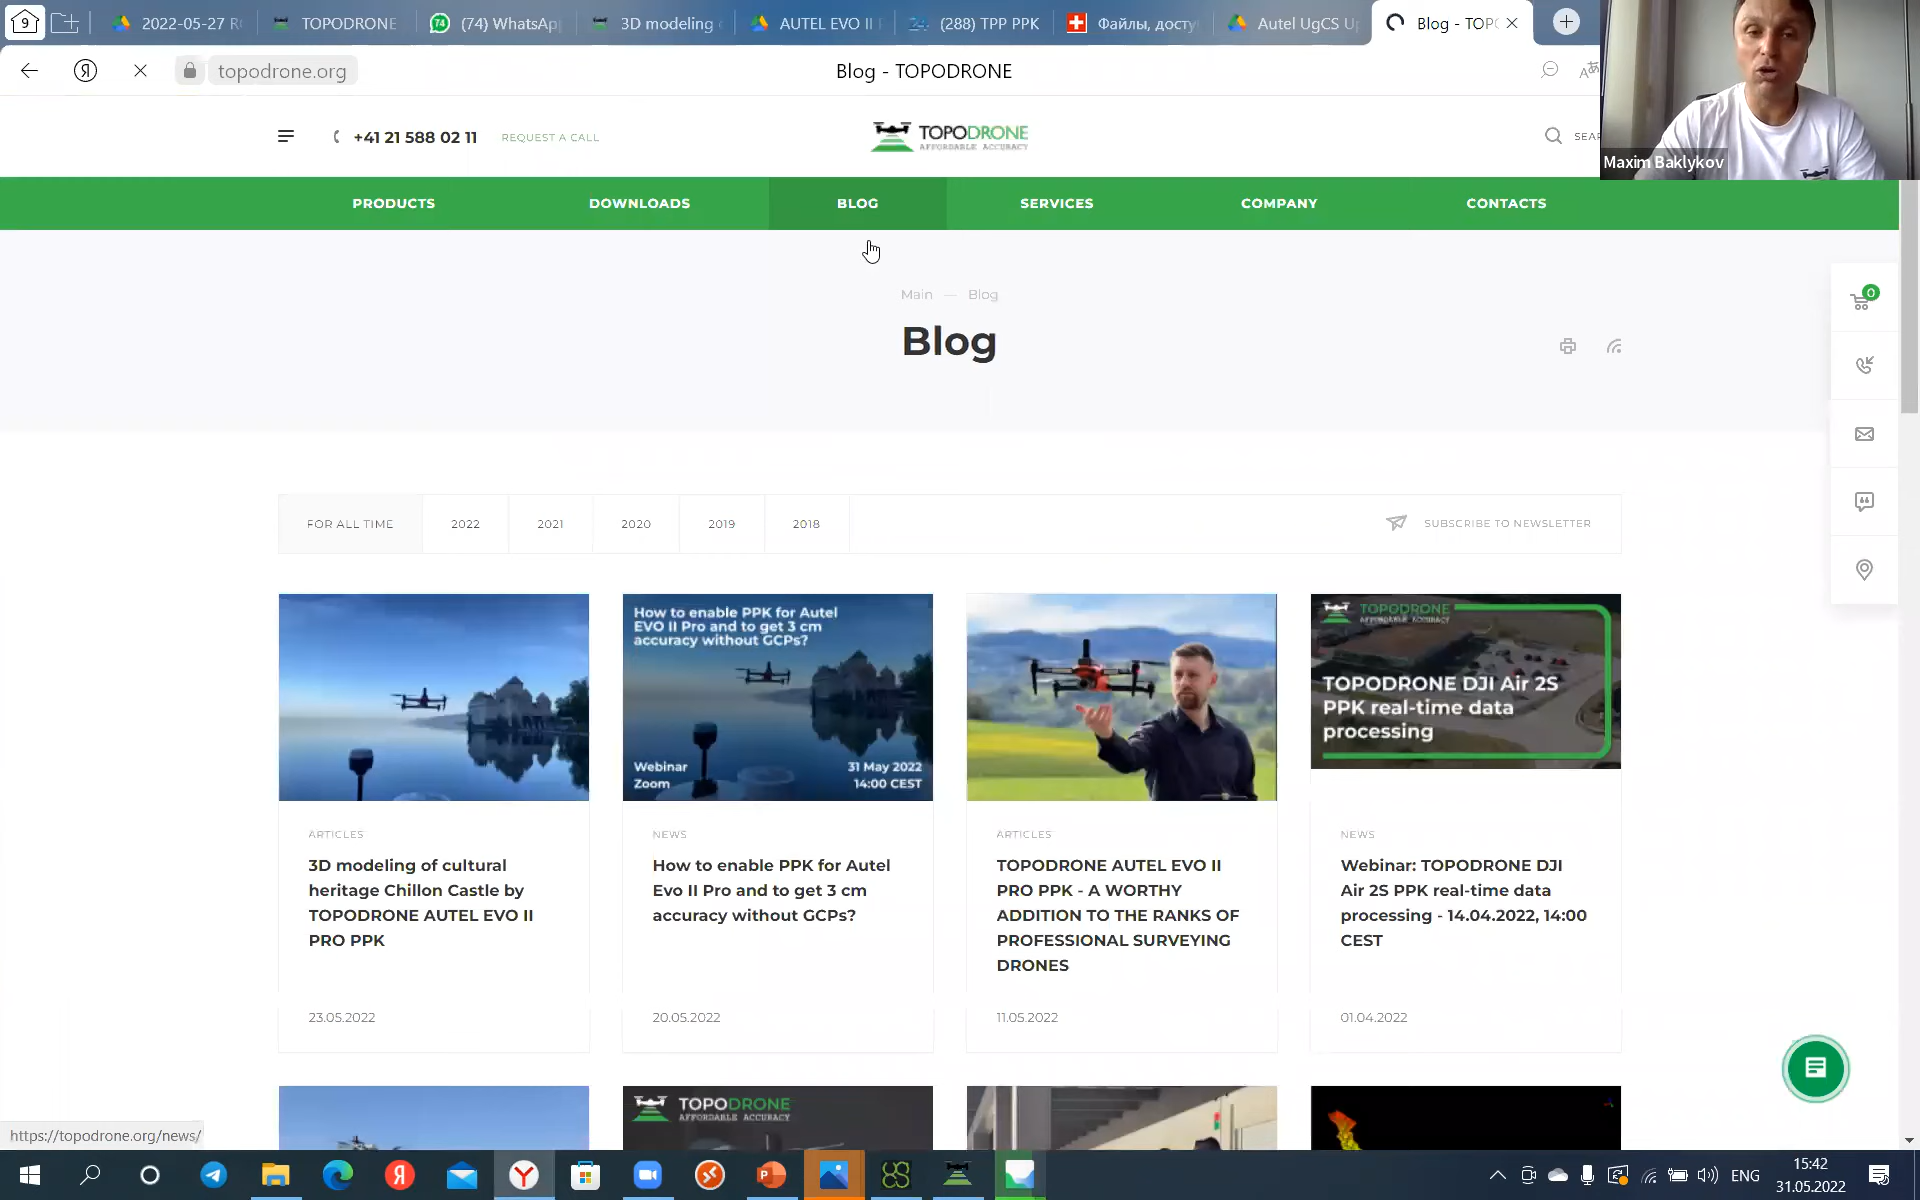 9
2022-05-27 R
TOPODRONE
(74) WhatsAp
3D modeling
AUTEL EVO II
(288) TPP PPK
Файлы, досту
Autel UgCS U
Blog - TOP
topodrone.org
Blog - TOPODRONE
+41 21 588 02 11
REQUEST A CALL
TOPODRONE
AFFORDABLE ACCURACY
SEAR
Maxim Baklykov
PRODUCTS
DOWNLOADS
BLOG
SERVICES
COMPANY
CONTACTS
Main — Blog
Blog
0
FOR ALL TIME
2022
2021
2020
2019
2018
SUBSCRIBE TO NEWSLETTER
How to enable PPK for Autel
EVO II Pro and to get 3 cm
accuracy without GCPs?
Webinar
Zoom
31 May 2022
14:00 CEST
TOPODRONE
AFFORDABLE ACCURACY
TOPODRONE DJI Air 2S
PPK real-time data
processing
ARTICLES
3D modeling of cultural
heritage Chillon Castle by
TOPODRONE AUTEL EVO II
PRO PPK
23.05.2022
NEWS
How to enable PPK for Autel
Evo II Pro and to get 3 cm
accuracy without GCPs?
20.05.2022
ARTICLES
TOPODRONE AUTEL EVO II
PRO PPK - A WORTHY
ADDITION TO THE RANKS OF
PROFESSIONAL SURVEYING
DRONES
11.05.2022
NEWS
Webinar: TOPODRONE DJI
Air 2S PPK real-time data
processing - 14.04.2022, 14:00
CEST
01.04.2022
TOPODRONE
AFFORDABLE ACCURACY
https://topodrone.org/news/
ENG
15:42
31.05.2022